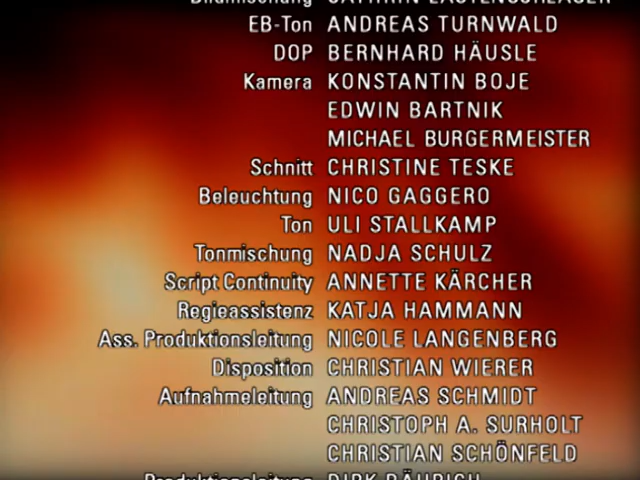 EB-Ton ANDREAS TURNWALD
DOP BERNHARD HÄUSLE
Kamera KONSTANTIN BOJE
EDWIN BARTNIK
MICHAEL BURGERMEISTER
Schnitt CHRISTINE TESKE
Beleuchtung NICO GAGGERO
Ton ULI STALLKAMP
Tonmischung NADJA SCHULZ
Script Continuity ANNETTE KÄRCHER
Regieassistenz KATJA HAMMANN
Ass. Produktionsleitung NICOLE LANGENBERG
Disposition CHRISTIAN WIERER
Aufnahmeleitung ANDREAS SCHMIDT
CHRISTOPH A. SURHOLT
CHRISTIAN SCHÖNFELD
Produktionsleitung DIRK